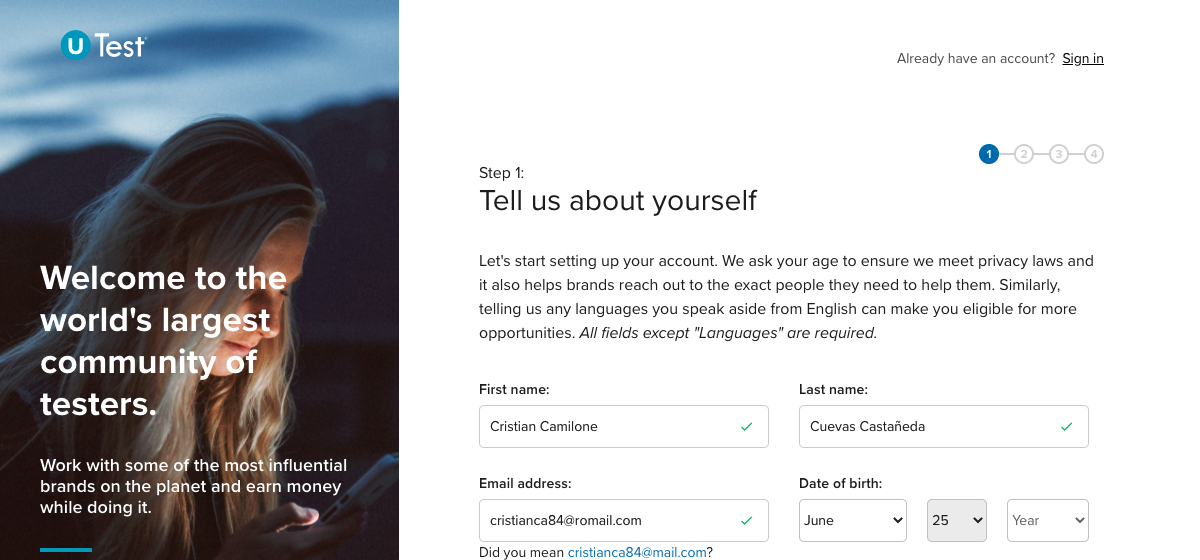 U Test
Already have an account? Sign in
1 2 3 4
Step 1:
Tell us about yourself
Welcome to the
world's largest
community of
testers.
Work with some of the most influential
brands on the planet and earn money
while doing it.
Let's start setting up your account. We ask your age to ensure we meet privacy laws and
it also helps brands reach out to the exact people they need to help them. Similarly,
telling us any languages you speak aside from English can make you eligible for more
opportunities. All fields except "Languages" are required.
First name: Last name:
Cristian Camilone Cuevas Castañeda
Email address: Date of birth:
cristianca84@romail.com June 25 Year
Did you mean cristianca84@mail.com?